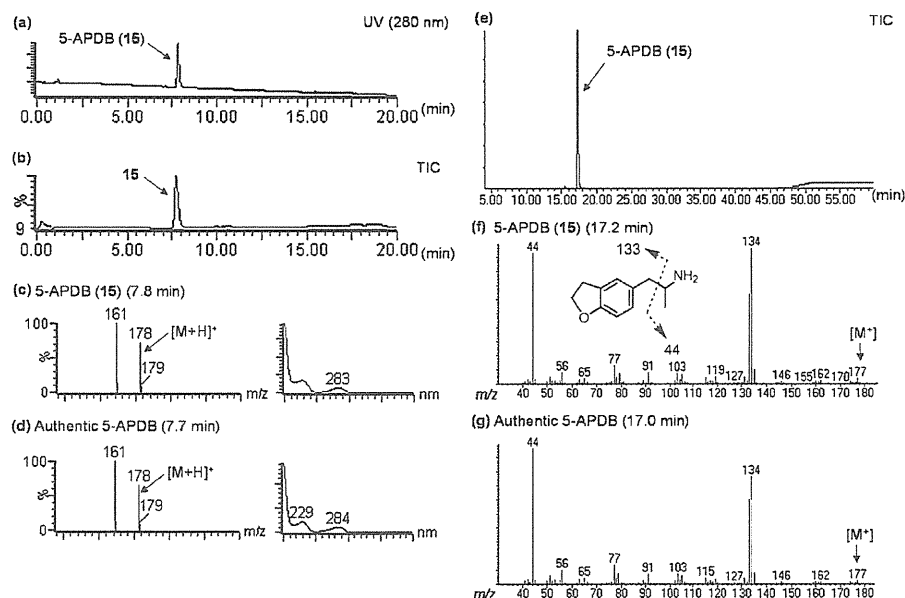 (a) UV (280 nm)
5-APDB (15)
0.00 5.00 10.00 15.00 20.00 (min)
(b) TIC
15
%
9
0.00 5.00 10.00 15.00 20.00 (min)
(c) 5-APDB (15) (7.8 min)
161
100
178 [M+H]+
%
179
283
0
m/z
nm
(d) Authentic 5-APDB (7.7 min)
161
100
178 [M+H]+
%
179
229 284
0
m/z
nm
(e) TIC
5-APDB (15)
5.00 10.00 15.00 20.00 25.00 30.00 35.00 40.00 45.00 50.00 55.00 (min)
(f) 5-APDB (15) (17.2 min)
44
133
134
NH2
O
44
[M+]
56 65 77 91 103 119 127 146 155 162 170 177
m/z 40 50 60 70 80 90 100 110 120 130 140 150 160 170 180
(g) Authentic 5-APDB (17.0 min)
44
134
[M+]
56 65 77 91 103 115 127 146 162 177
m/z 40 50 60 70 80 90 100 110 120 130 140 150 160 170 180